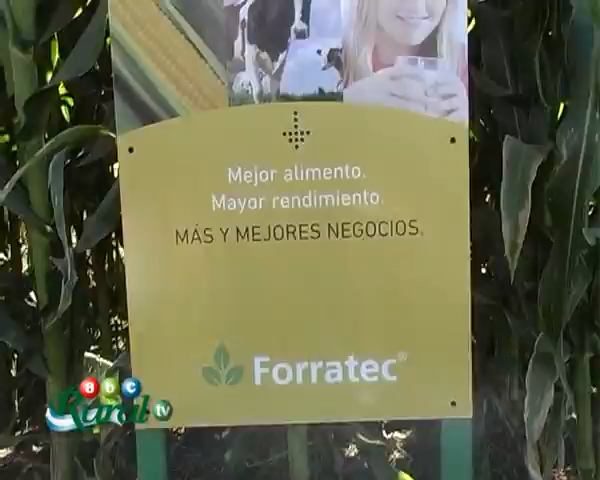 Mejor alimento.
Mayor rendimiento.
MÁS Y MEJORES NEGOCIOS.
Forratec®
abc
Rural tv